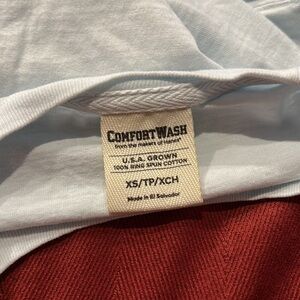 COMFORTWASH
from the makers of Hanes®
U.S.A. GROWN
100% RING SPUN COTTON
XS/TP/XCH
Made in El Salvador